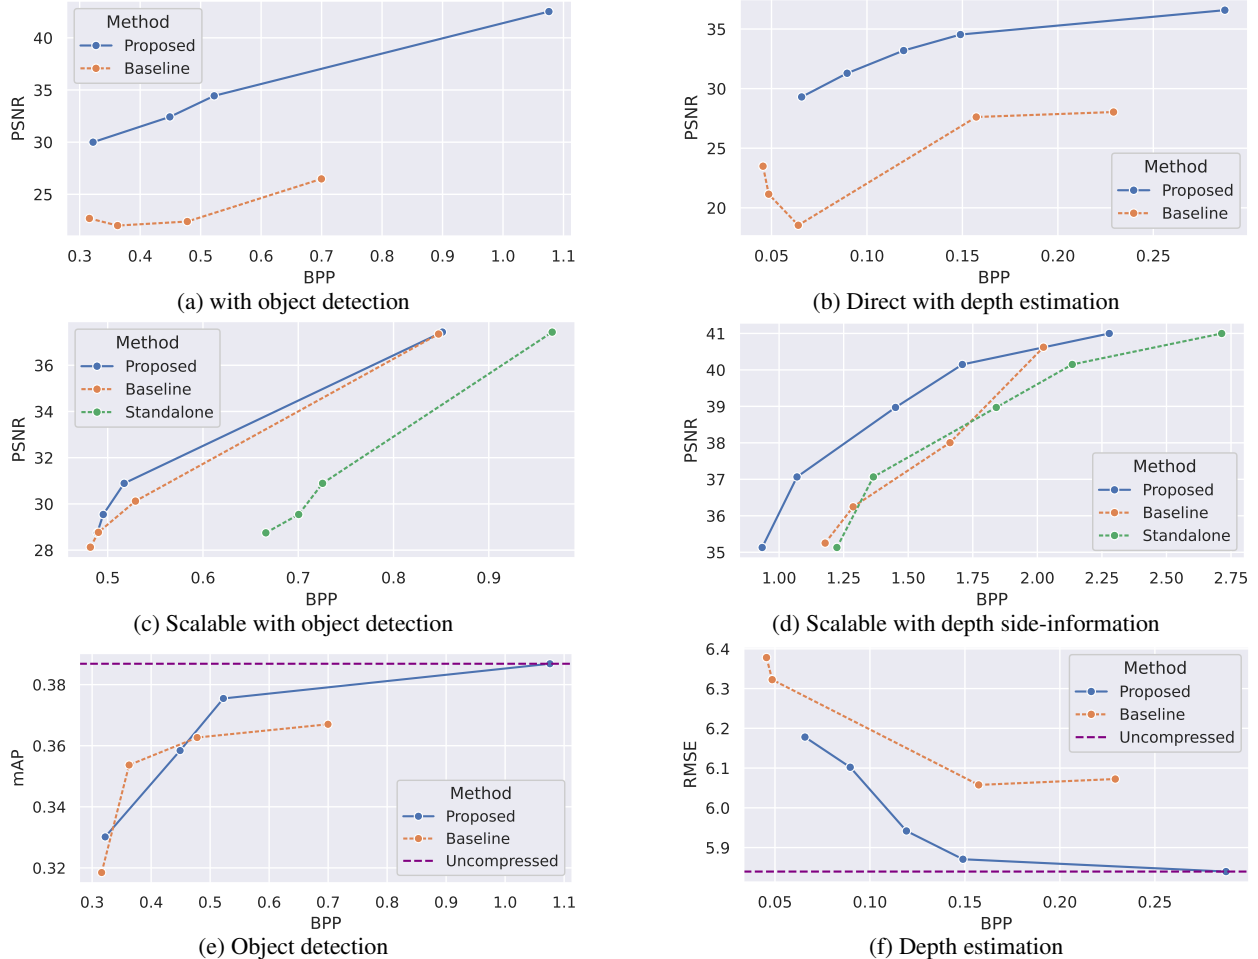 Method
Proposed
Baseline
PSNR
40
35
30
25
0.3 0.4 0.5 0.6 0.7 0.8 0.9 1.0 1.1
BPP
(a) with object detection
PSNR
35
30
25
20
Method
Proposed
Baseline
0.05 0.10 0.15 0.20 0.25
BPP
(b) Direct with depth estimation
Method
Proposed
Baseline
Standalone
PSNR
36
34
32
30
28
0.5 0.6 0.7 0.8 0.9
BPP
(c) Scalable with object detection
PSNR
41
40
39
38
37
36
35
Method
Proposed
Baseline
Standalone
1.00 1.25 1.50 1.75 2.00 2.25 2.50 2.75
BPP
(d) Scalable with depth side-information
mAP
0.38
0.36
0.34
0.32
Method
Proposed
Baseline
Uncompressed
0.3 0.4 0.5 0.6 0.7 0.8 0.9 1.0 1.1
BPP
(e) Object detection
RMSE
6.4
6.3
6.2
6.1
6.0
5.9
Method
Proposed
Baseline
Uncompressed
0.05 0.10 0.15 0.20 0.25
BPP
(f) Depth estimation